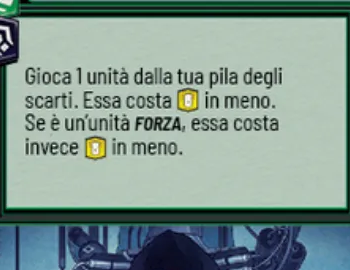 Gioca 1 unità dalla tua pila degli
scarti. Essa costa in meno.
Se è un'unità FORZA, essa costa
invece in meno.